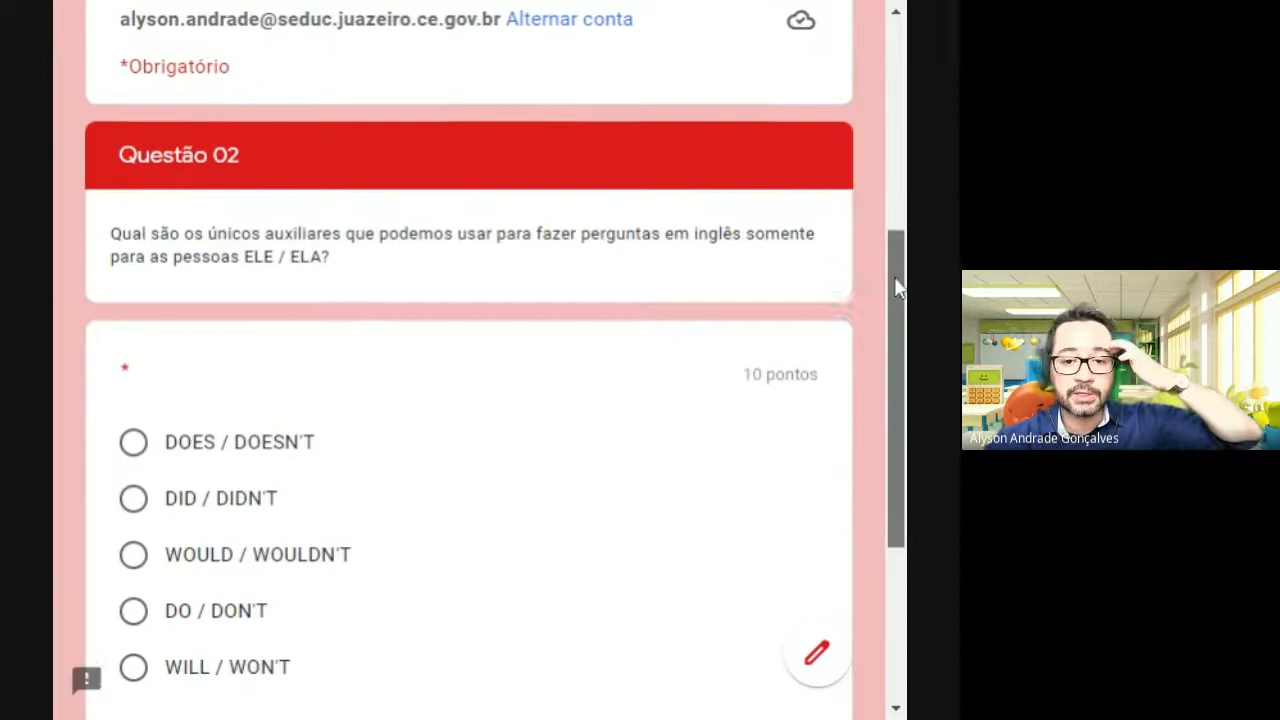 alyson.andrade@seduc.juazeiro.ce.gov.br Alternar conta
*Obrigatório
Questão 02
Qual são os únicos auxiliares que podemos usar para fazer perguntas em inglês somente
para as pessoas ELE / ELA?
*
10 pontos
DOES / DOESN'T
DID / DIDN'T
WOULD / WOULDN'T
DO / DON'T
WILL / WON'T
Alyson Andrade Gonçalves